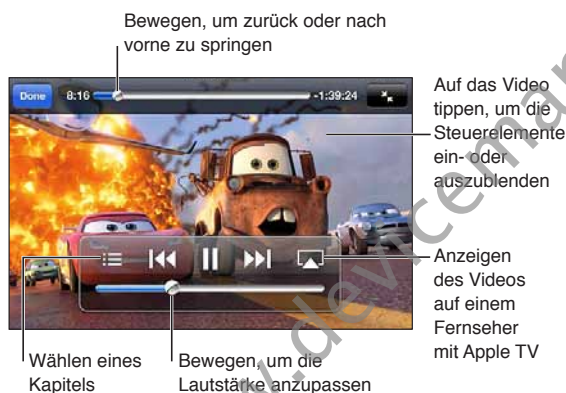 Bewegen, um zurück oder nach
vorne zu springen
Done 8:16 -1:39:24
Auf das Video
tippen, um die
Steuerelemente
ein- oder
auszublenden
Anzeigen
des Videos
auf einem
Fernseher
mit Apple TV
Wählen eines
Kapitels
Bewegen, um die
Lautstärke anzupassen